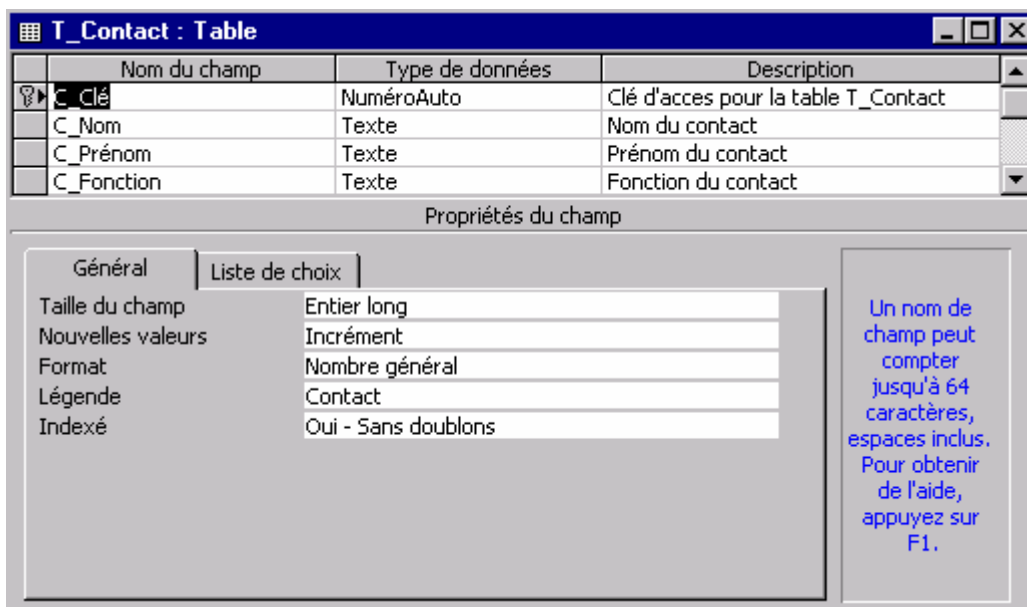 T_Contact : Table
Nom du champ Type de données Description
C_Clé NuméroAuto Clé d'acces pour la table T_Contact
C_Nom Texte Nom du contact
C_Prénom Texte Prénom du contact
C_Fonction Texte Fonction du contact
Propriétés du champ
Général Liste de choix
Taille du champ Entier long
Nouvelles valeurs Incrément
Format Nombre général
Légende Contact
Indexé Oui - Sans doublons
Un nom de
champ peut
compter
jusqu'à 64
caractères,
espaces inclus.
Pour obtenir
de l'aide,
appuyez sur
F1.